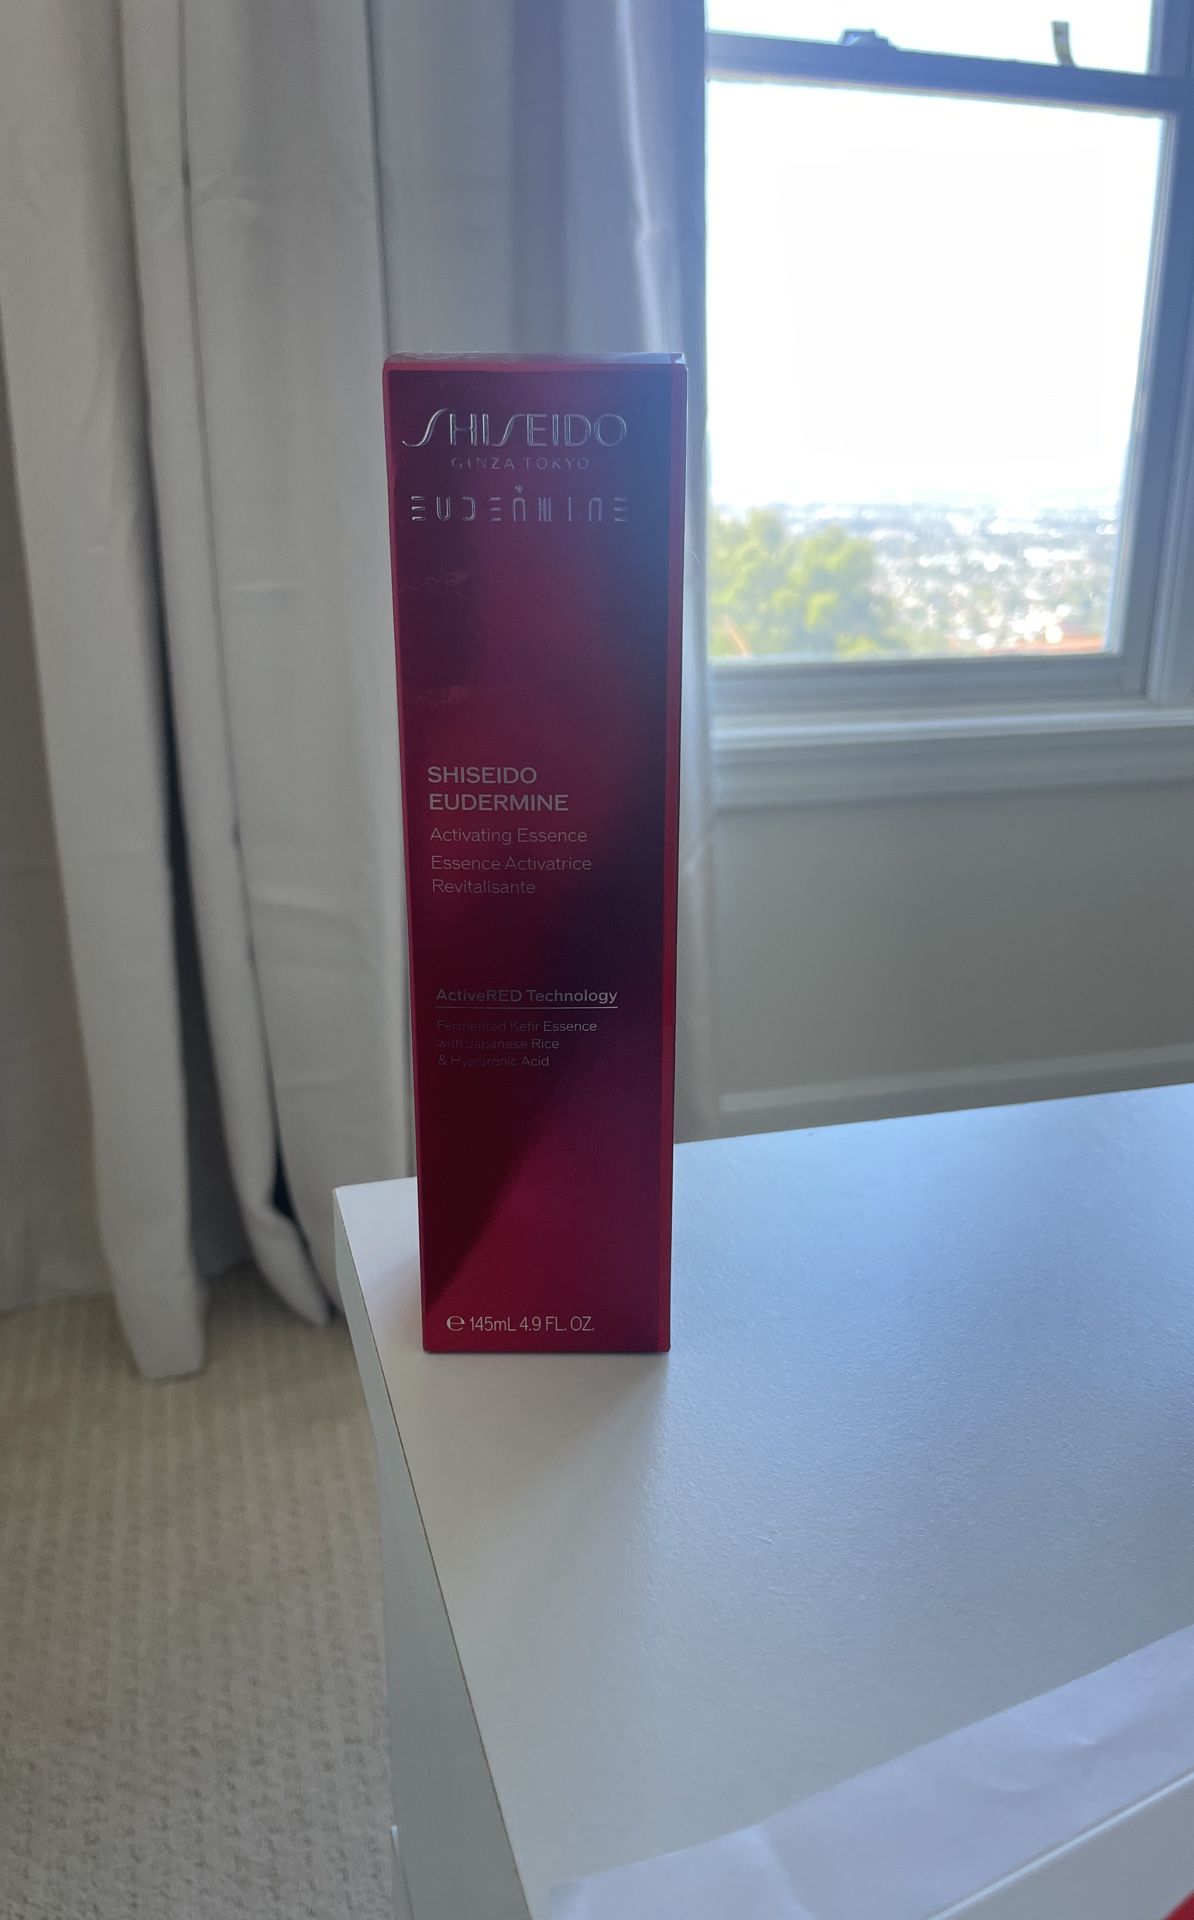 SHISEIDO
GINZA TOKYO
EUDERMINE
SHISEIDO
EUDERMINE
Activating Essence
Essence Activatrice
Revitalisante
ActiveRED Technology
Fermented Kefir Essence
with Japanese Rice
& Hyaluronic Acid
℮ 145mL 4.9 FL. OZ.